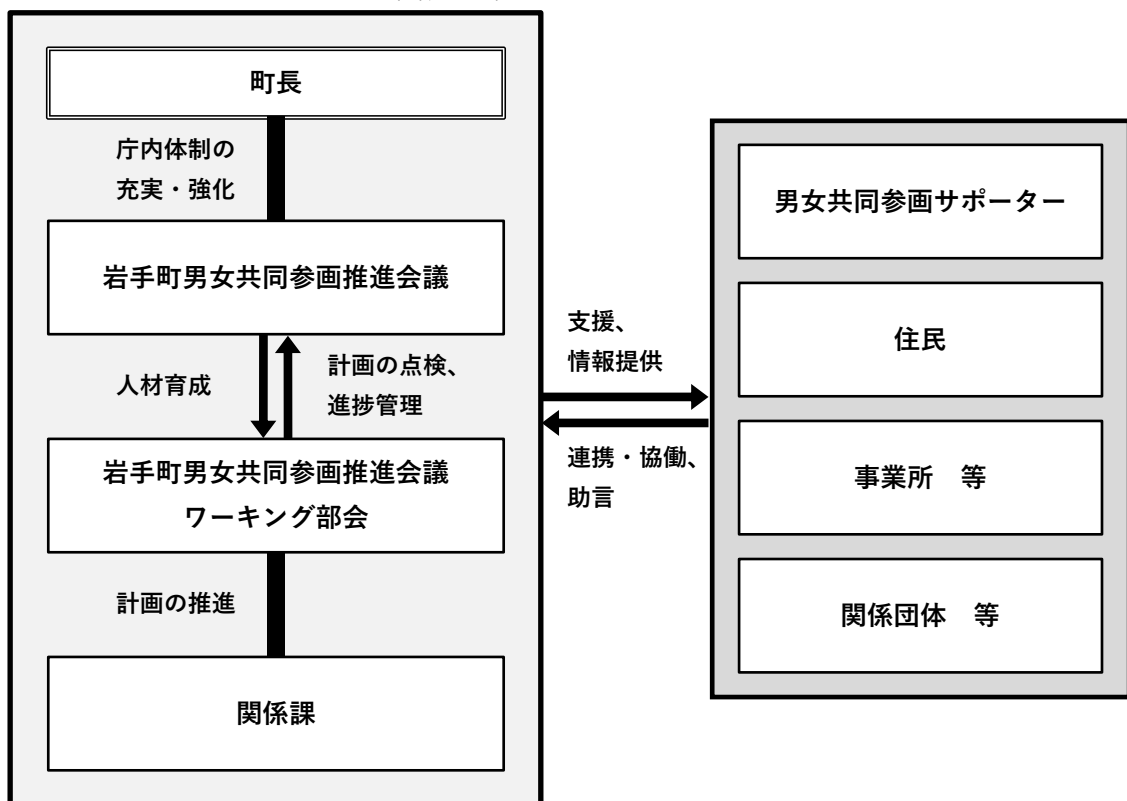 町長
庁内体制の
充実・強化
岩手町男女共同参画推進会議
人材育成
計画の点検、
進捗管理
岩手町男女共同参画推進会議
ワーキング部会
計画の推進
関係課
支援、
情報提供
連携・協働、
助言
男女共同参画サポーター
住民
事業所　等
関係団体　等